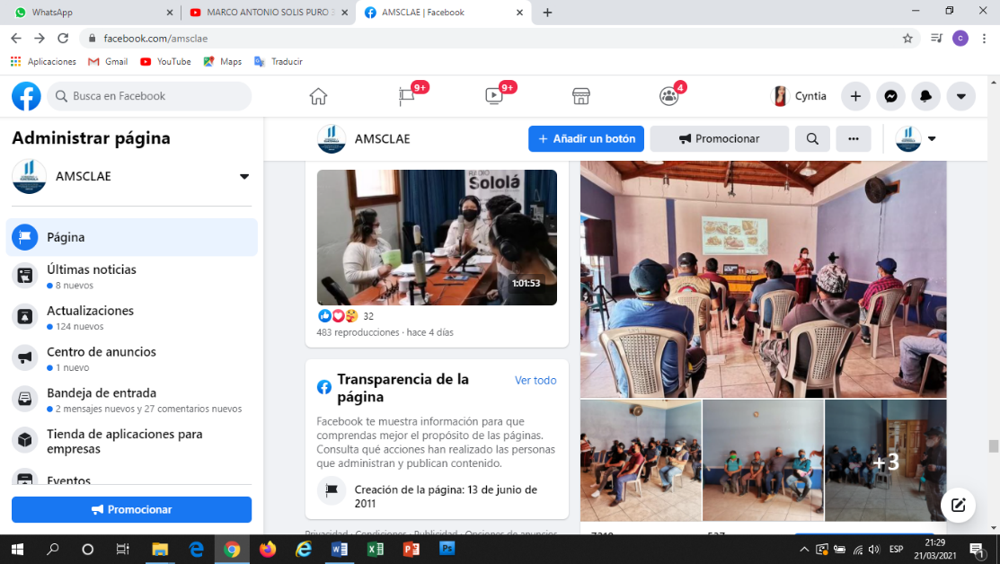 WhatsApp
MARCO ANTONIO SOLIS PURO
AMSCLAE | Facebook
facebook.com/amsclae
Aplicaciones
Gmail
YouTube
Maps
Traducir
Busca en Facebook
9+
9+
4
Cyntia
Administrar página
AMSCLAE
Página
Últimas noticias
8 nuevos
Actualizaciones
124 nuevos
Centro de anuncios
1 nuevo
Bandeja de entrada
2 mensajes nuevos y 27 comentarios nuevos
Tienda de aplicaciones para
empresas
Eventos
Promocionar
AMSCLAE
+ Añadir un botón
Promocionar
RADIO
Sololá
1:01:53
32
483 reproducciones · hace 4 días
Transparencia de la
página
Ver todo
Facebook te muestra información para que
comprendas mejor el propósito de las páginas.
Consulta qué acciones han realizado las personas
que administran y publican contenido.
Creación de la página: 13 de junio de
2011
Privacidad · Condiciones · Publicidad · Opciones de anuncios
+3
ESP
21:29
21/03/2021
1